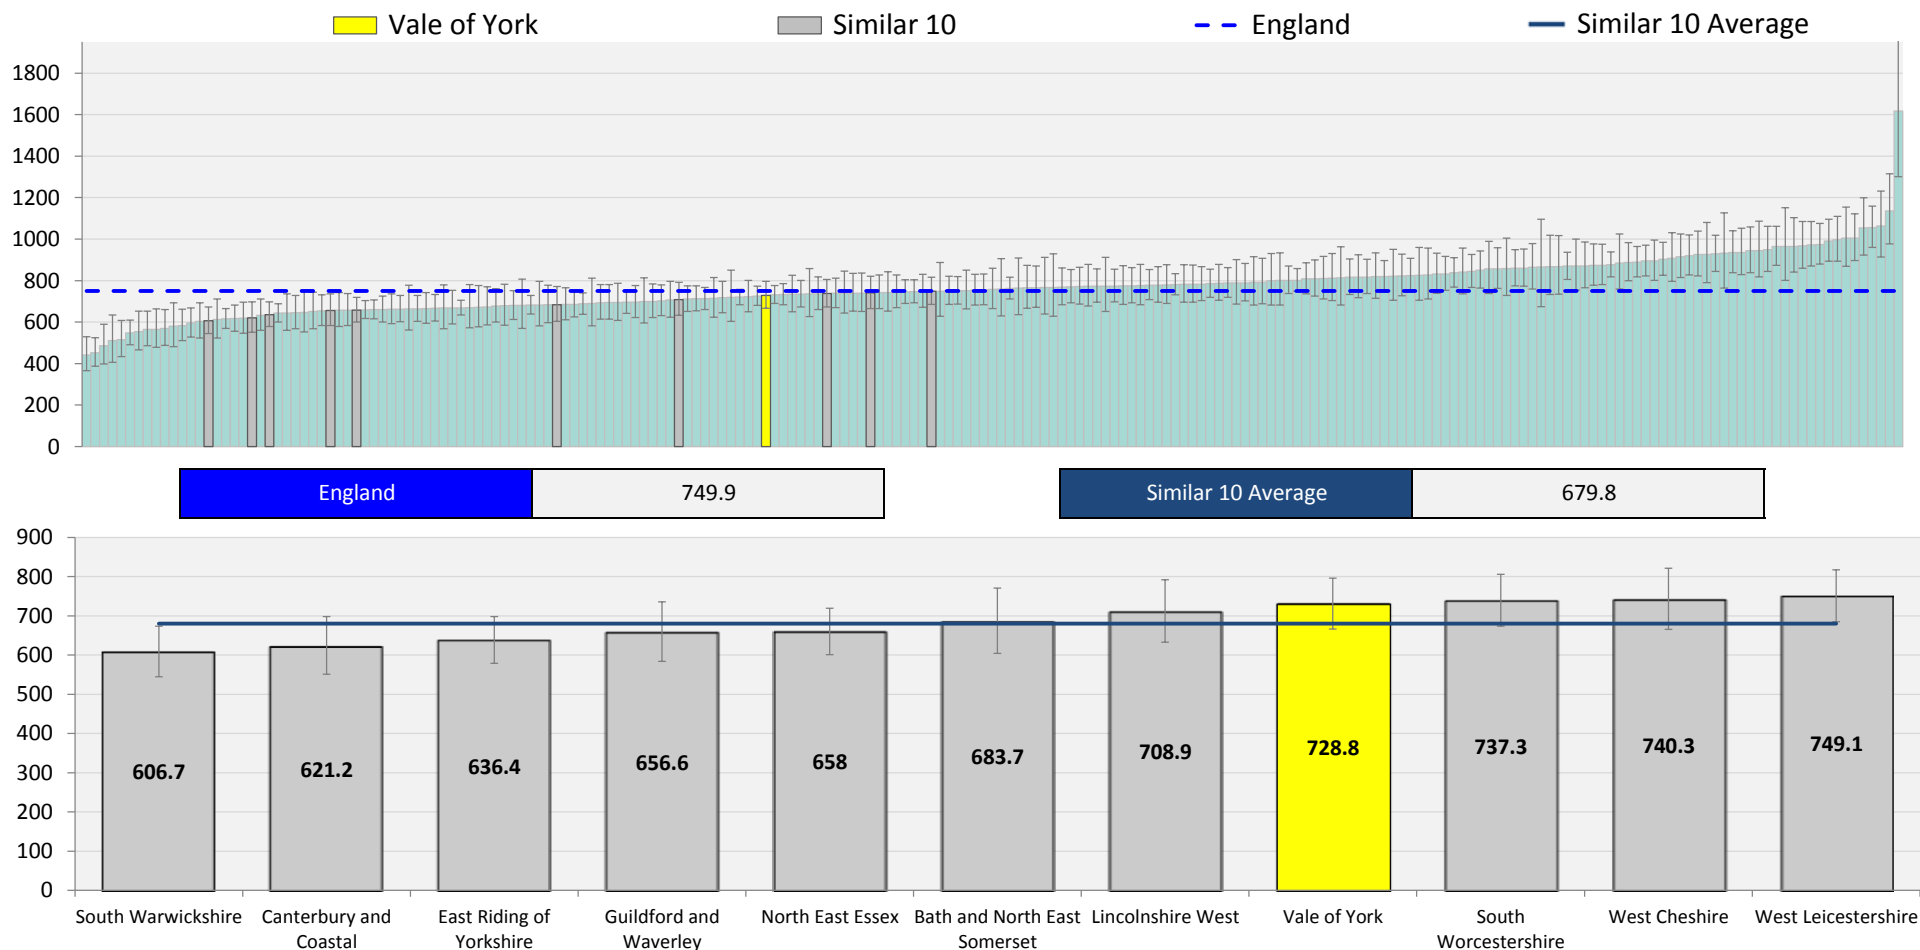 Vale of York
Similar 10
England
Similar 10 Average
1800
1600
1400
1200
1000
800
600
400
200
0
England 749.9
Similar 10 Average 679.8
900
800
700
600
500
400
300
200
100
0
606.7
621.2
636.4
656.6
658
683.7
708.9
728.8
737.3
740.3
749.1
South Warwickshire
Canterbury and
Coastal
East Riding of
Yorkshire
Guildford and
Waverley
North East Essex
Bath and North East
Somerset
Lincolnshire West
Vale of York
South
Worcestershire
West Cheshire
West Leicestershire